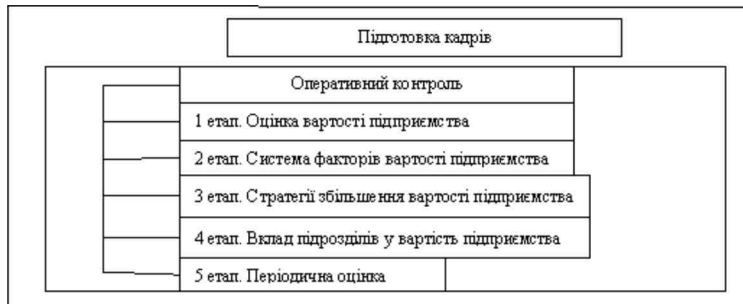 Підготовка кадрів
Оперативний контроль
1 етап. Оцінка вартості підприємства
2 етап. Система факторів вартості підприємства
3 етап. Стратегії збільшення вартості підприємства
4 етап. Вклад підрозділів у вартість підприємства
5 етап. Періодична оцінка